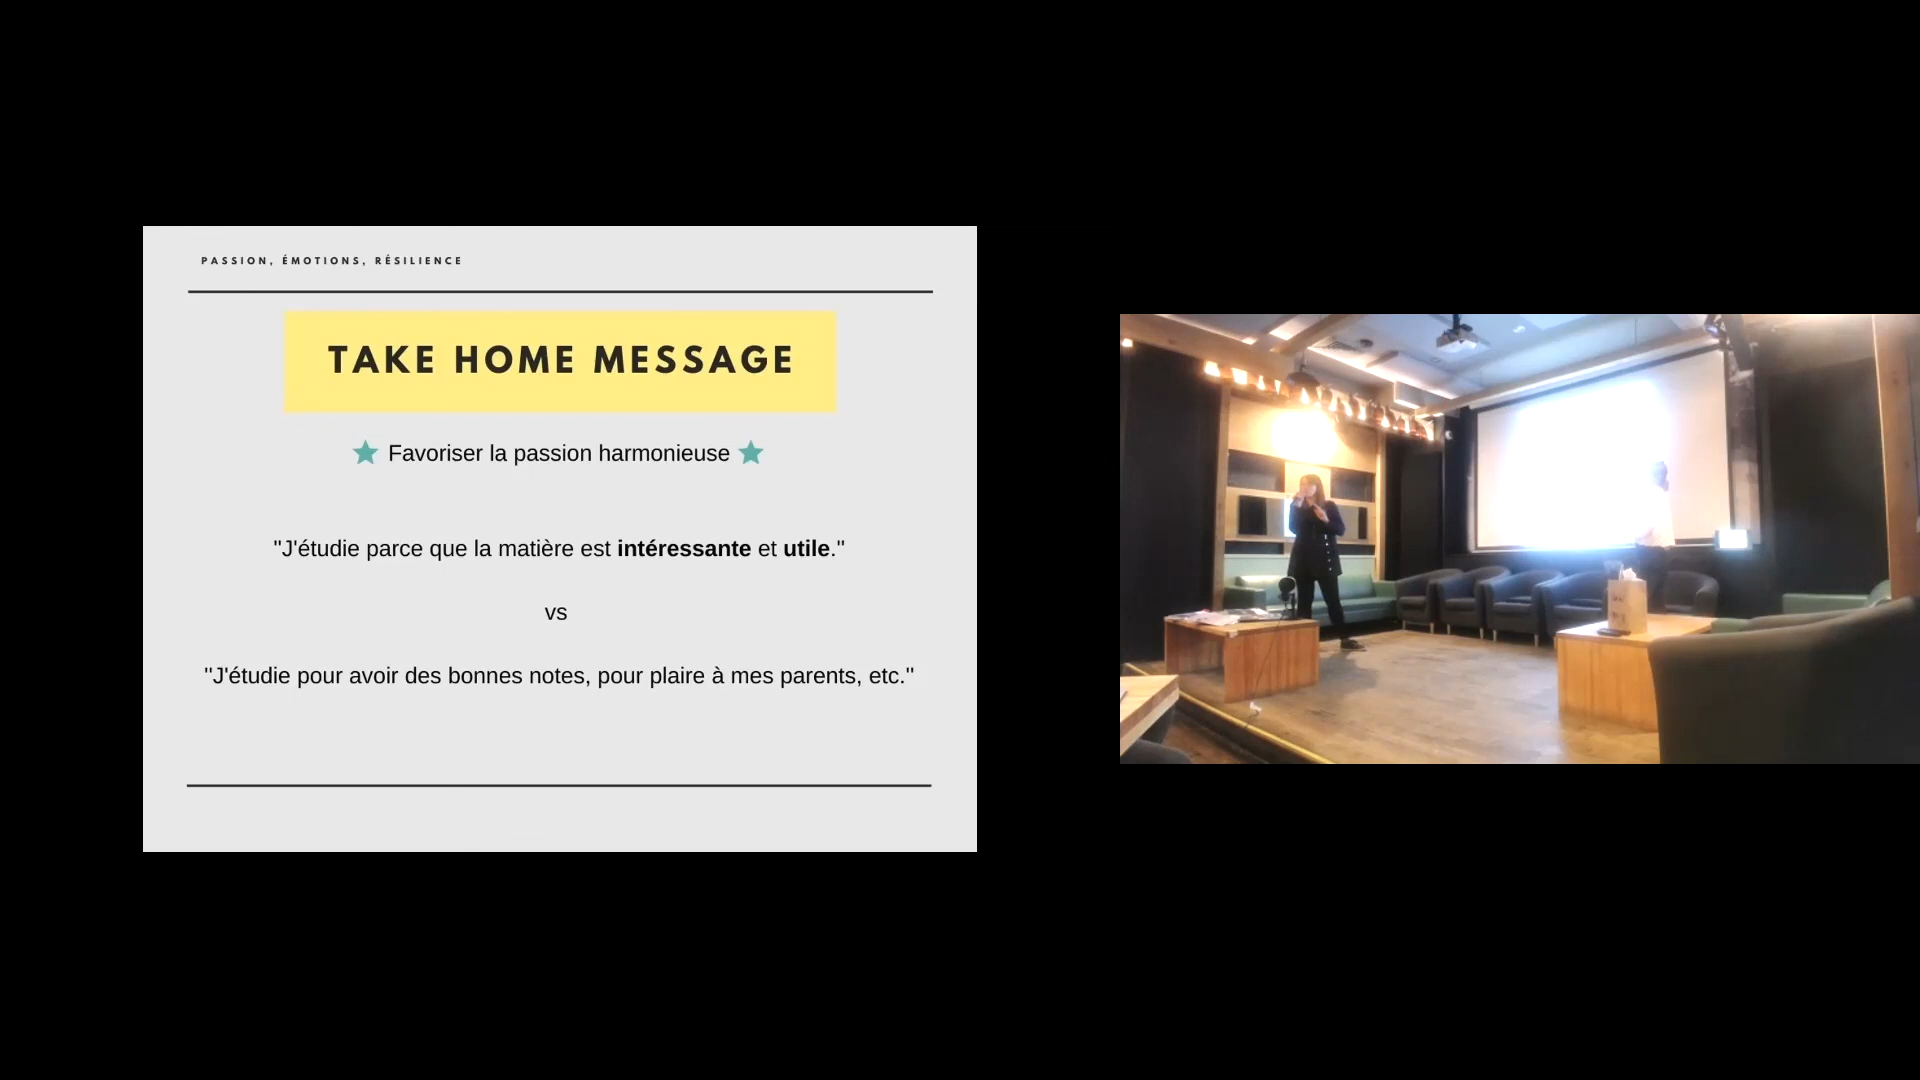 PASSION, ÉMOTIONS, RÉSILIENCE
TAKE HOME MESSAGE
Favoriser la passion harmonieuse
"J'étudie parce que la matière est intéressante et utile."
vs
"J'étudie pour avoir des bonnes notes, pour plaire à mes parents, etc."